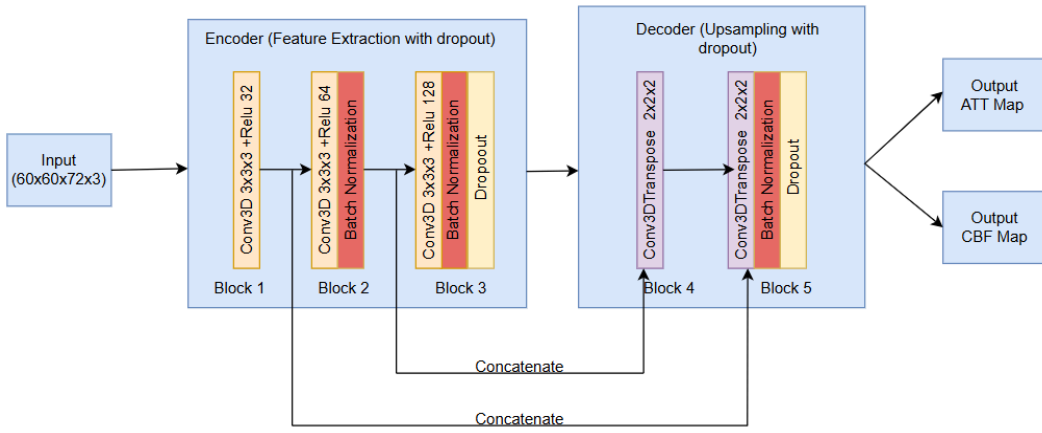 Encoder (Feature Extraction with dropout)
Decoder (Upsampling with
dropout)
Input
(60x60x72x3)
Conv3D 3x3x3 +Relu 32
Conv3D 3x3x3 +Relu 64
Batch Normalization
Conv3D 3x3x3 +Relu 128
Batch Normalization
Dropoout
Conv3DTranspose 2x2x2
Conv3DTranspose 2x2x2
Batch Normalization
Dropout
Block 1
Block 2
Block 3
Block 4
Block 5
Output
ATT Map
Output
CBF Map
Concatenate
Concatenate